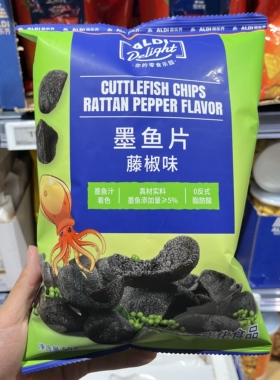 ALDI
Delight
你的零食乐园
CUTTLEFISH CHIPS
RATTAN PEPPER FLAVOR
墨鱼片
藤椒味
墨鱼汁
着色
真材实料
墨鱼添加量≥5%
0反式
脂肪酸
ALDI